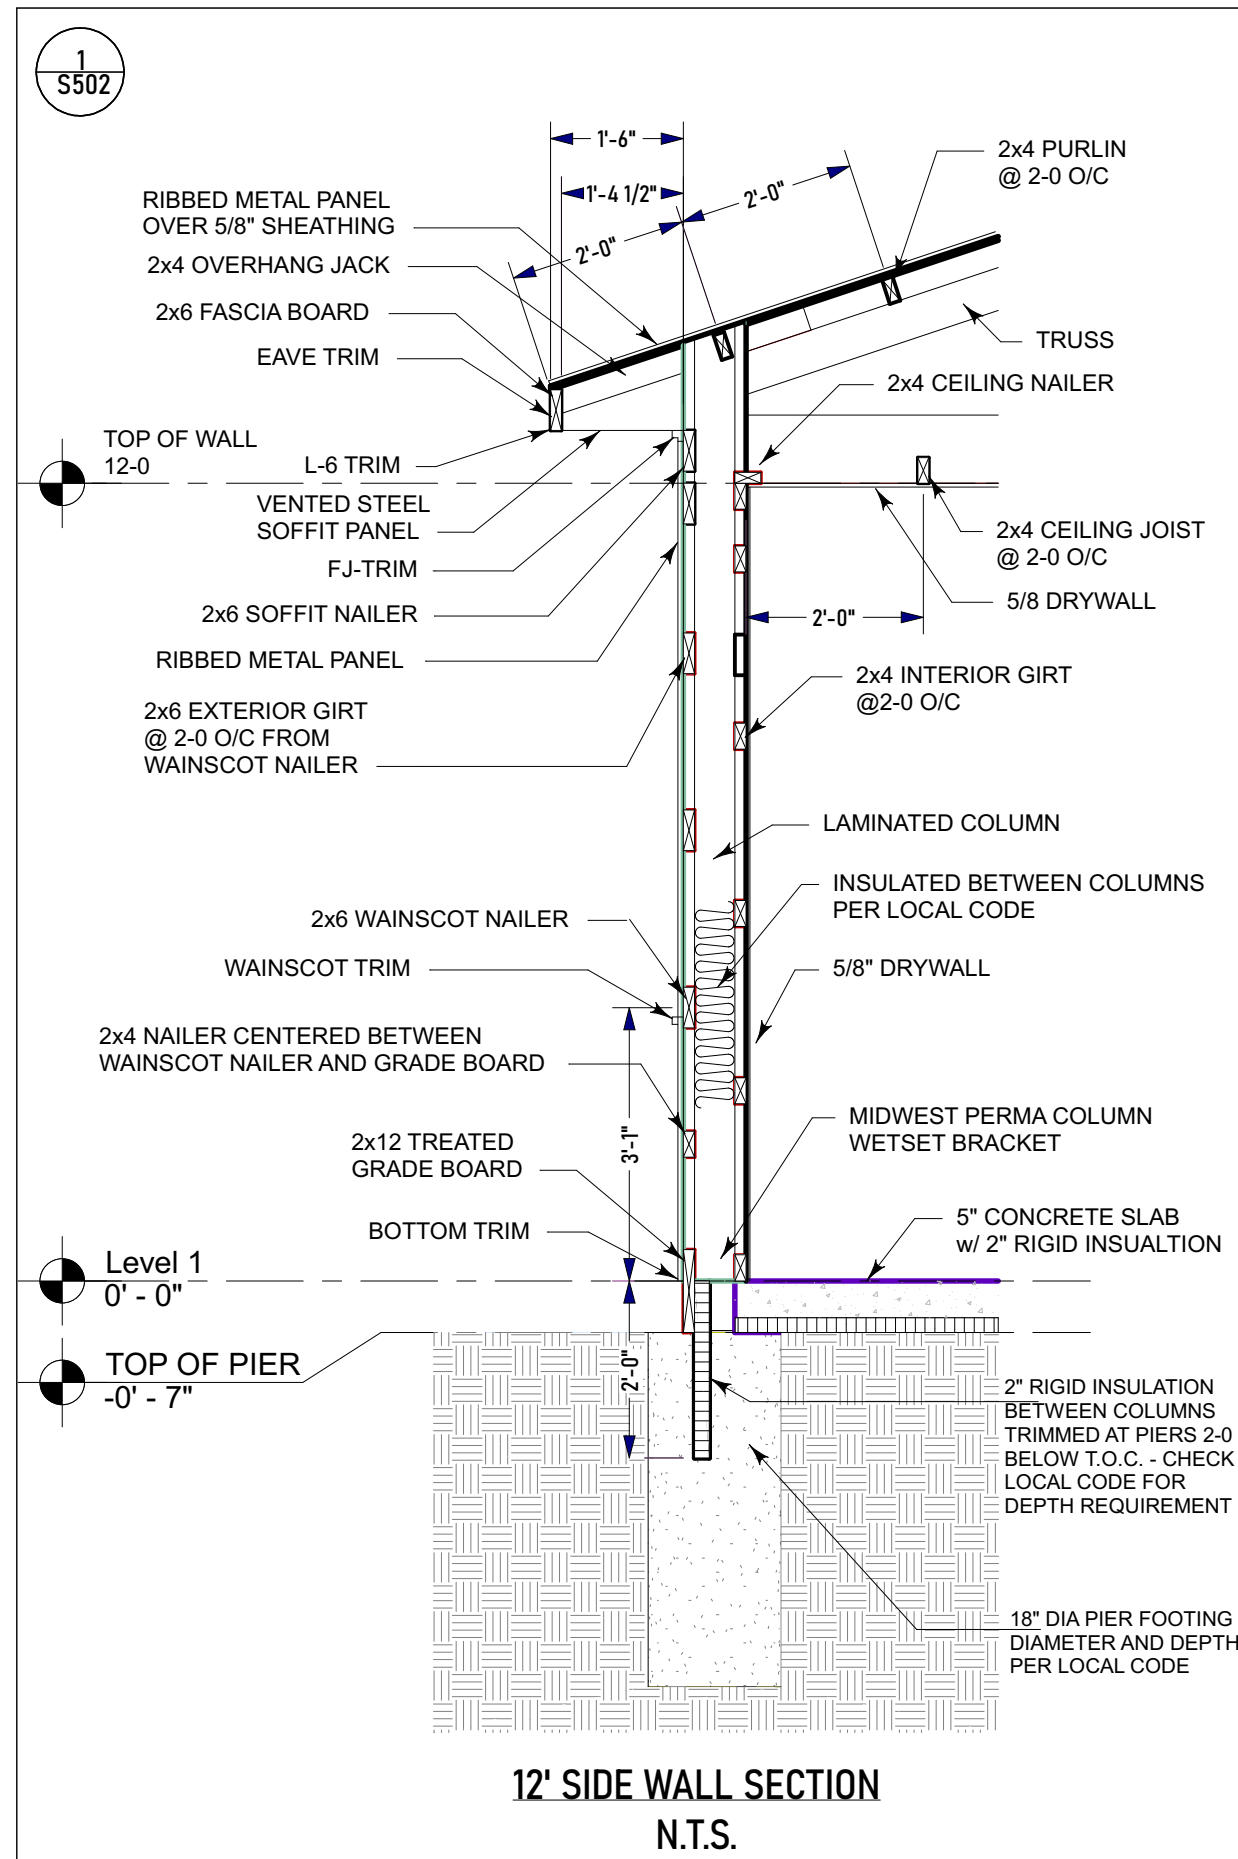 1
S502
1'-6"
1'-4 1/2"
2'-0"
2'-0"
2x4 PURLIN
@ 2-0 O/C
RIBBED METAL PANEL
OVER 5/8" SHEATHING
2x4 OVERHANG JACK
2x6 FASCIA BOARD
EAVE TRIM
TRUSS
2x4 CEILING NAILER
TOP OF WALL
12-0
L-6 TRIM
VENTED STEEL
SOFFIT PANEL
FJ-TRIM
2x6 SOFFIT NAILER
RIBBED METAL PANEL
2x4 CEILING JOIST
@ 2-0 O/C
5/8 DRYWALL
2'-0"
2x4 INTERIOR GIRT
@2-0 O/C
2x6 EXTERIOR GIRT
@ 2-0 O/C FROM
WAINSCOT NAILER
LAMINATED COLUMN
INSULATED BETWEEN COLUMNS
PER LOCAL CODE
2x6 WAINSCOT NAILER
WAINSCOT TRIM
5/8" DRYWALL
2x4 NAILER CENTERED BETWEEN
WAINSCOT NAILER AND GRADE BOARD
3'-1"
MIDWEST PERMA COLUMN
WETSET BRACKET
2x12 TREATED
GRADE BOARD
BOTTOM TRIM
5" CONCRETE SLAB
w/ 2" RIGID INSUALTION
Level 1
0' - 0"
TOP OF PIER
-0' - 7"
2'-0"
2" RIGID INSULATION
BETWEEN COLUMNS
TRIMMED AT PIERS 2-0
BELOW T.O.C. - CHECK
LOCAL CODE FOR
DEPTH REQUIREMENT
18" DIA PIER FOOTING
DIAMETER AND DEPTH
PER LOCAL CODE
12' SIDE WALL SECTION
N.T.S.